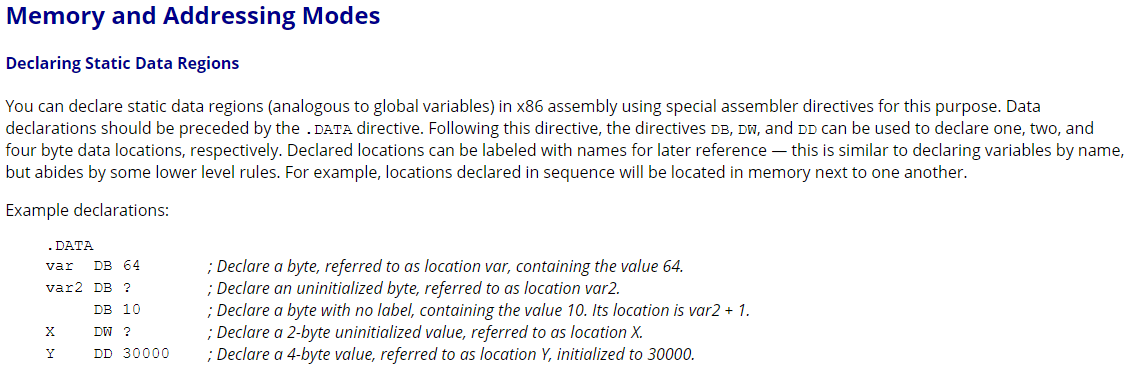 Memory and Addressing Modes
Declaring Static Data Regions
You can declare static data regions (analogous to global variables) in x86 assembly using special assembler directives for this purpose. Data
declarations should be preceded by the .DATA directive. Following this directive, the directives DB, DW, and DD can be used to declare one, two, and
four byte data locations, respectively. Declared locations can be labeled with names for later reference — this is similar to declaring variables by name,
but abides by some lower level rules. For example, locations declared in sequence will be located in memory next to one another.
Example declarations:
.DATA
var DB 64 ; Declare a byte, referred to as location var, containing the value 64.
var2 DB ? ; Declare an uninitialized byte, referred to as location var2.
DB 10 ; Declare a byte with no label, containing the value 10. Its location is var2 + 1.
X DW ? ; Declare a 2-byte uninitialized value, referred to as location X.
Y DD 30000 ; Declare a 4-byte value, referred to as location Y, initialized to 30000.